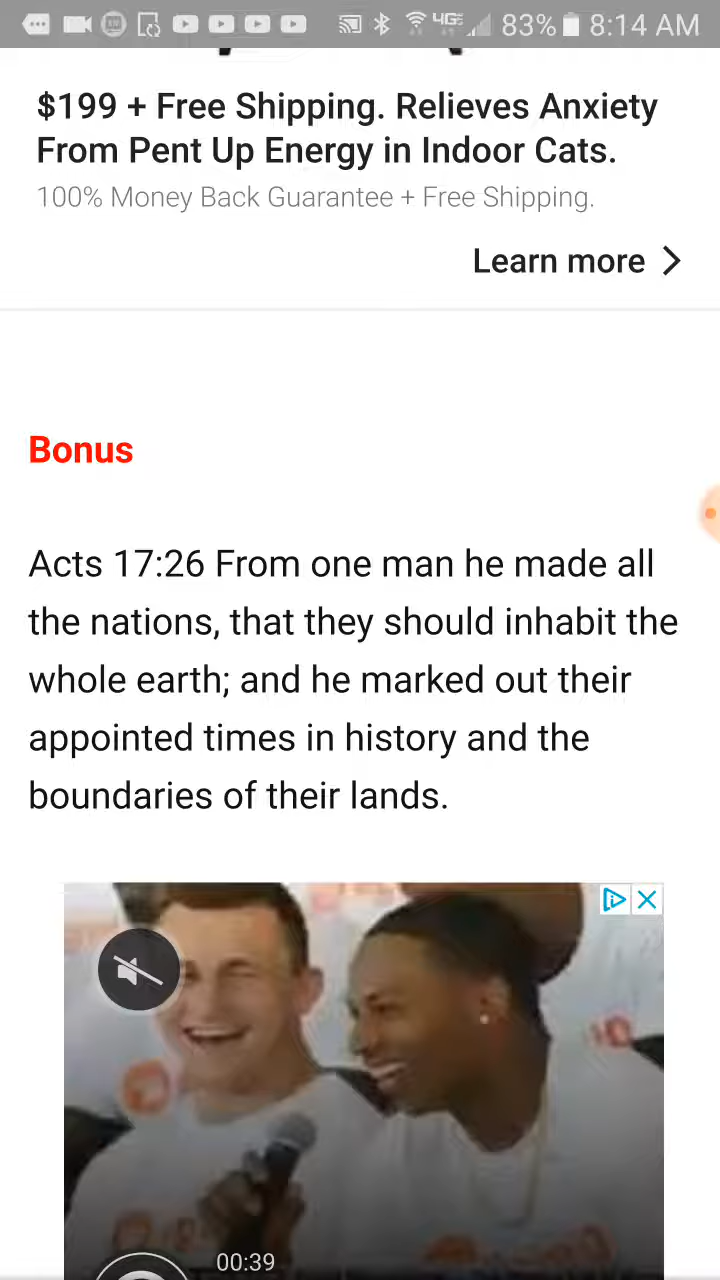 4G 83% 8:14 AM
$199 + Free Shipping. Relieves Anxiety
From Pent Up Energy in Indoor Cats.
100% Money Back Guarantee + Free Shipping.
Learn more
Bonus
Acts 17:26 From one man he made all
the nations, that they should inhabit the
whole earth; and he marked out their
appointed times in history and the
boundaries of their lands.
00:39